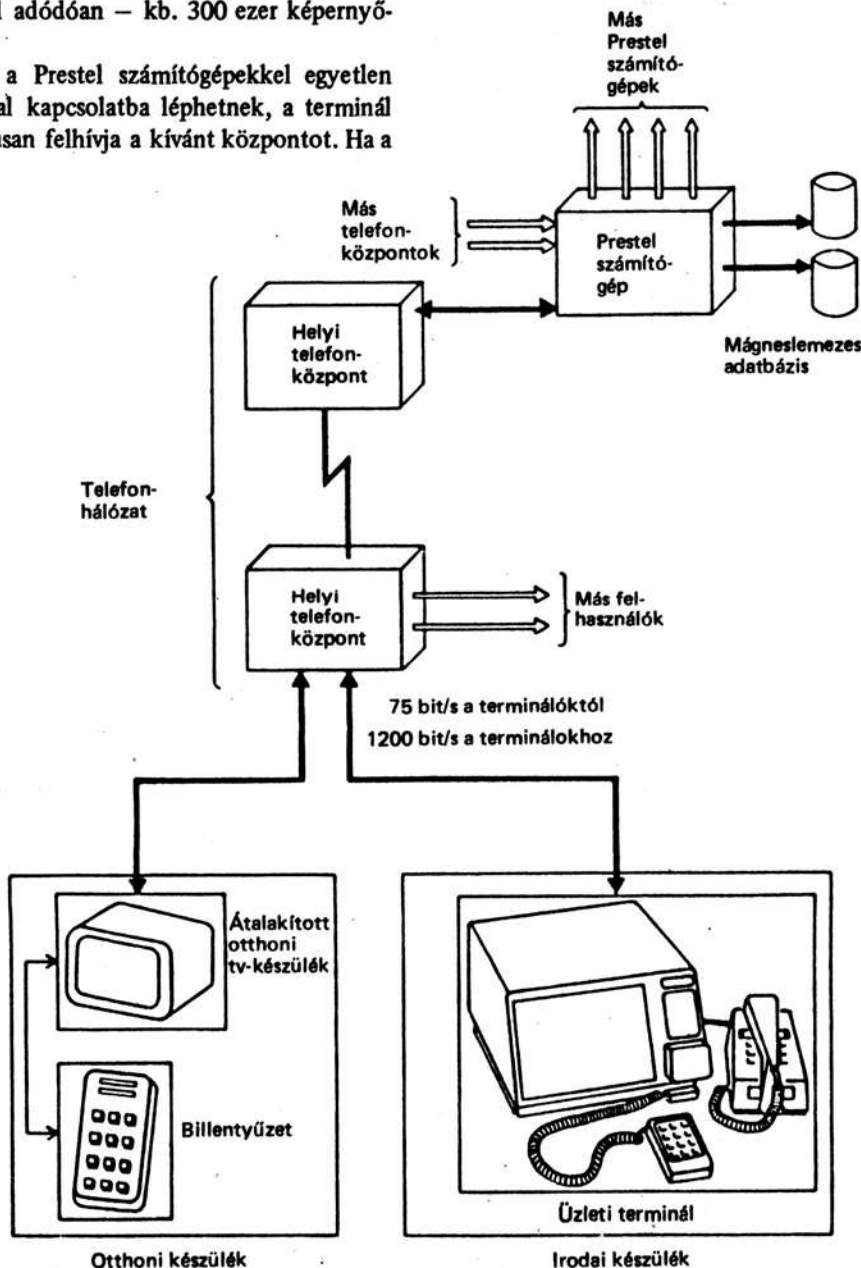 l adódóan — kb. 300 ezer képernyő-
a Prestel számítógépekkel egyetlen
al kapcsolatba léphetnek, a terminál
usan felhívja a kívánt központot. Ha a
Más
Prestel
számító-
gépek
Más
telefon-
központok
Prestel
számító-
gép
Mágneslemezes
adatbázis
Helyi
telefon-
központ
Telefon-
hálózat
Helyi
telefon-
központ
Más fel-
használók
75 bit/s a terminálóktól
1200 bit/s a terminálokhoz
Átalakított
otthoni
tv-készülék
Billentyűzet
Üzleti terminál
Otthoni készülék
Irodai készülék